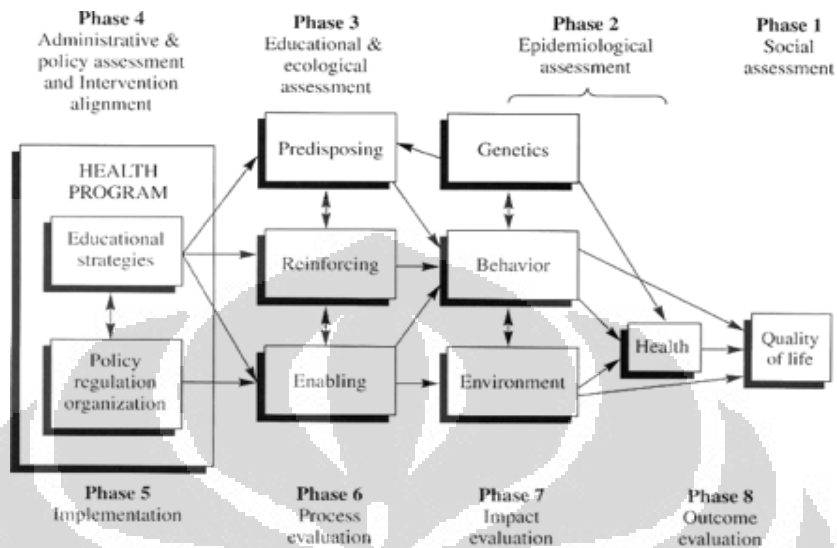 Phase 4
Administrative &
policy assessment
and Intervention
alignment
Phase 3
Educational &
ecological
assessment
Phase 2
Epidemiological
assessment
Phase 1
Social
assessment
HEALTH
PROGRAM
Educational
strategies
Policy
regulation
organization
Predisposing
Reinforcing
Enabling
Genetics
Behavior
Environment
Health
Quality
of life
Phase 5
Implementation
Phase 6
Process
evaluation
Phase 7
Impact
evaluation
Phase 8
Outcome
evaluation